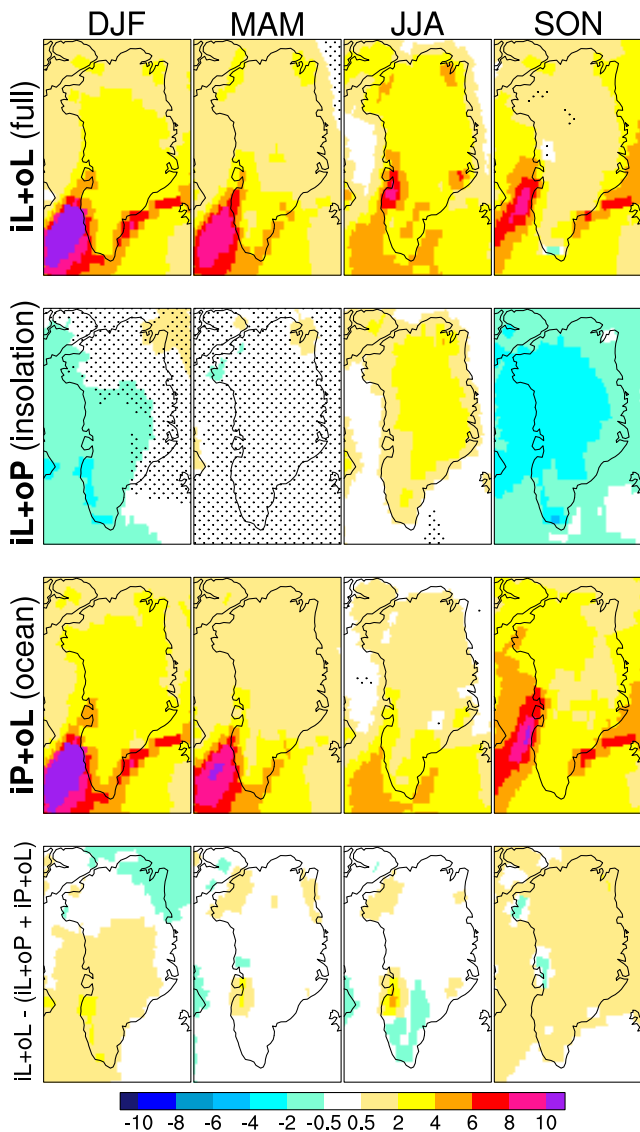 DJF MAM JJA SON
iL+oL (full)
iL+oP (insolation)
iP+oL (ocean)
iL+oL - (iL+oP + iP+oL)
-10 -8 -6 -4 -2 -0.5 0.5 2 4 6 8 10